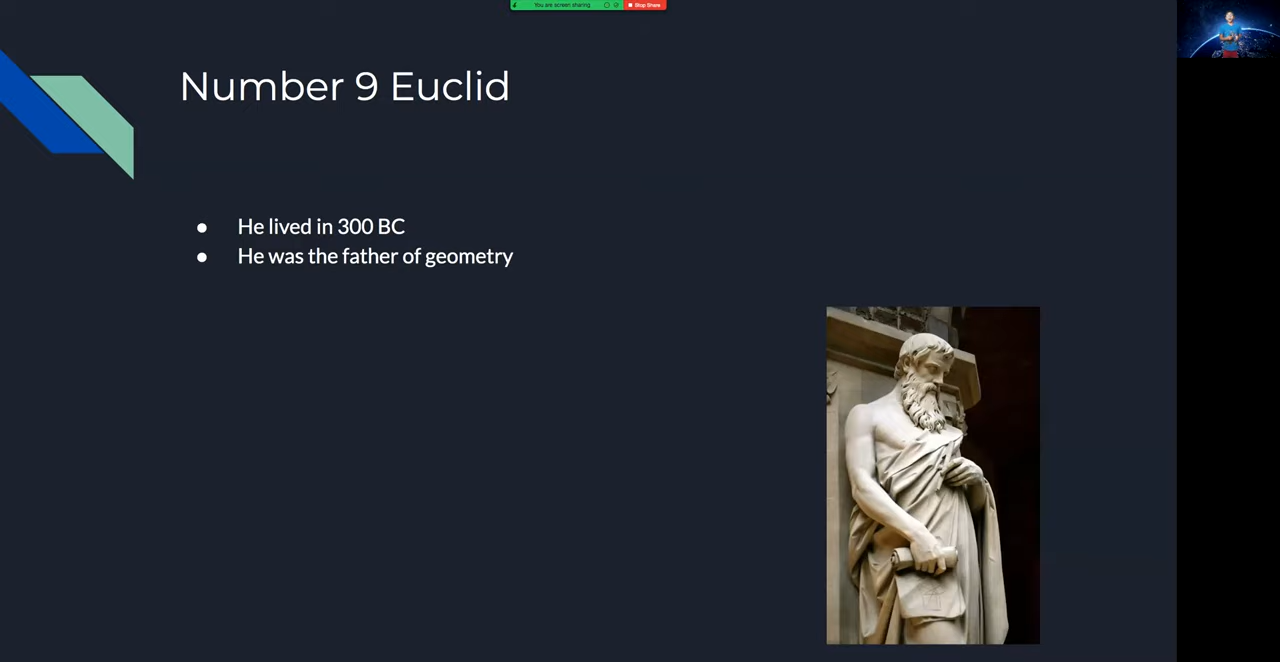 You are screen sharing
Stop Share
Number 9 Euclid
● He lived in 300 BC
● He was the father of geometry